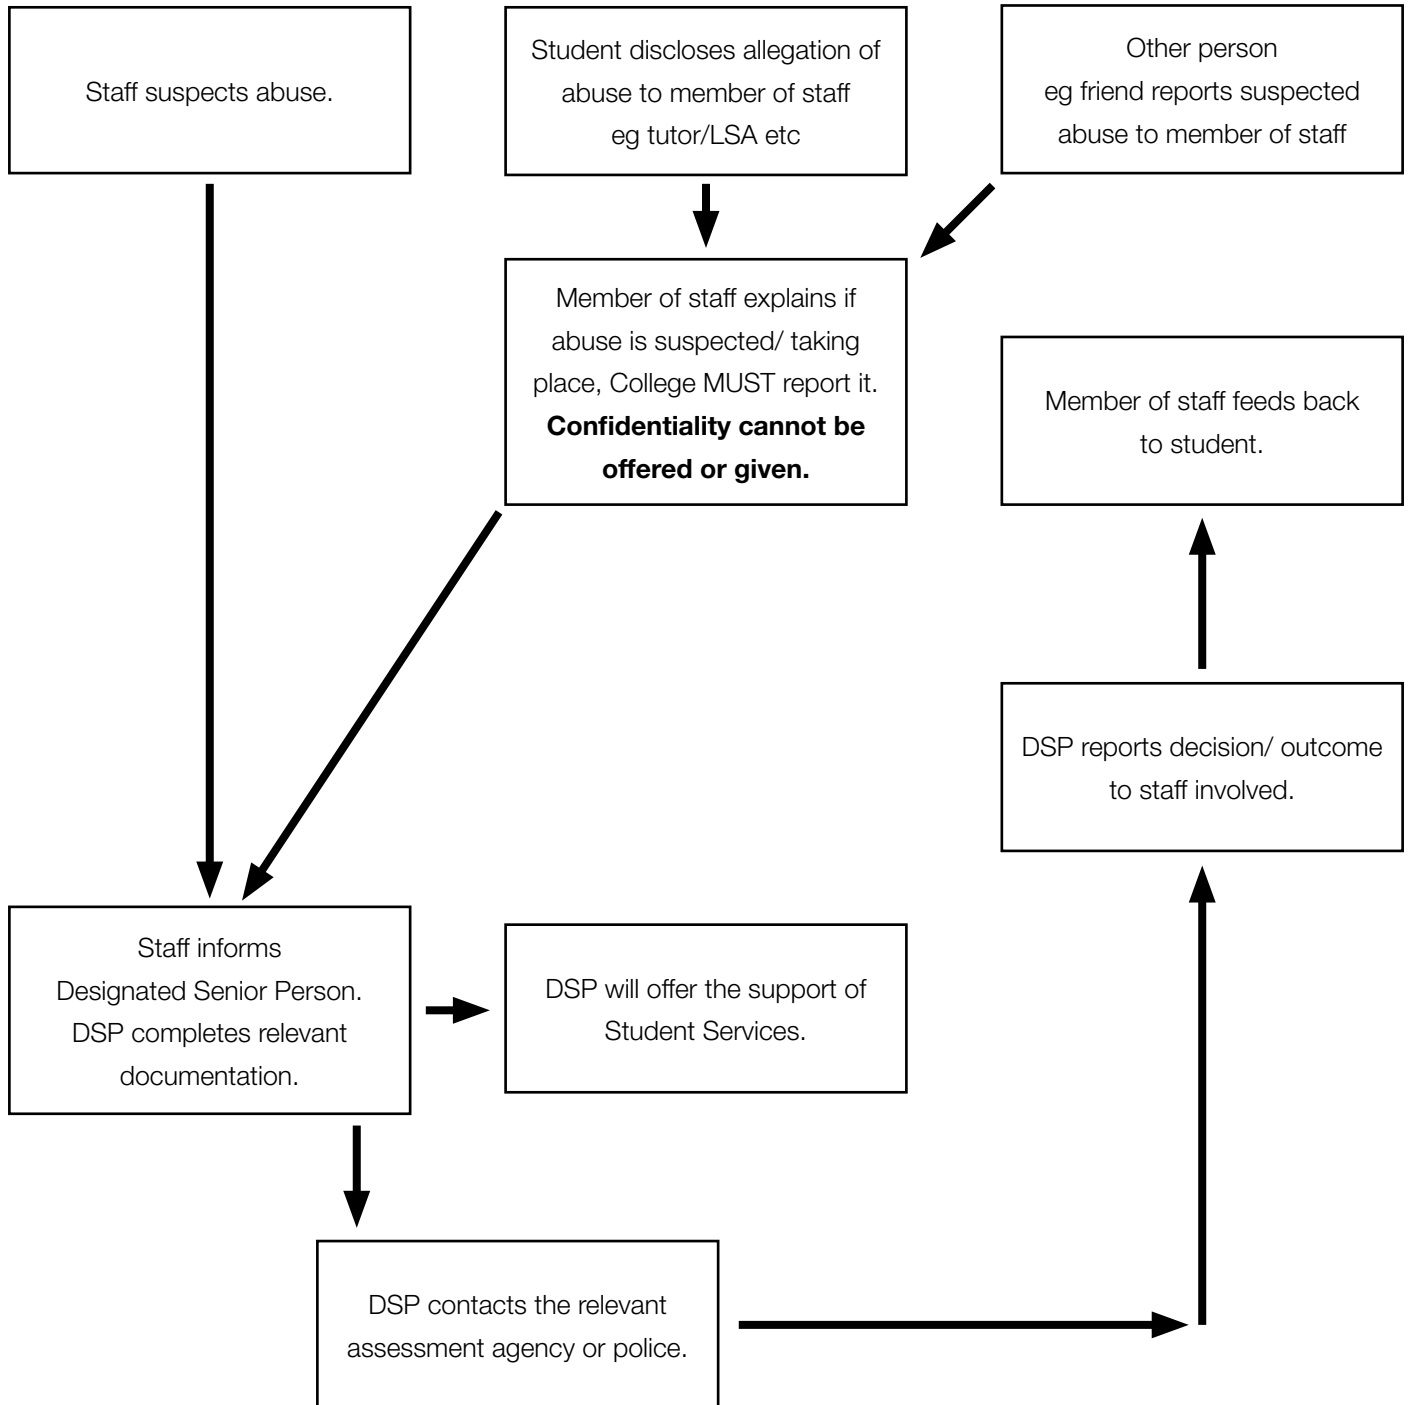 Staff suspects abuse.
Student discloses allegation of
abuse to member of staff
eg tutor/LSA etc
Other person
eg friend reports suspected
abuse to member of staff
Member of staff explains if
abuse is suspected/ taking
place, College MUST report it.
Confidentiality cannot be
offered or given.
Member of staff feeds back
to student.
DSP reports decision/ outcome
to staff involved.
Staff informs
Designated Senior Person.
DSP completes relevant
documentation.
DSP will offer the support of
Student Services.
DSP contacts the relevant
assessment agency or police.